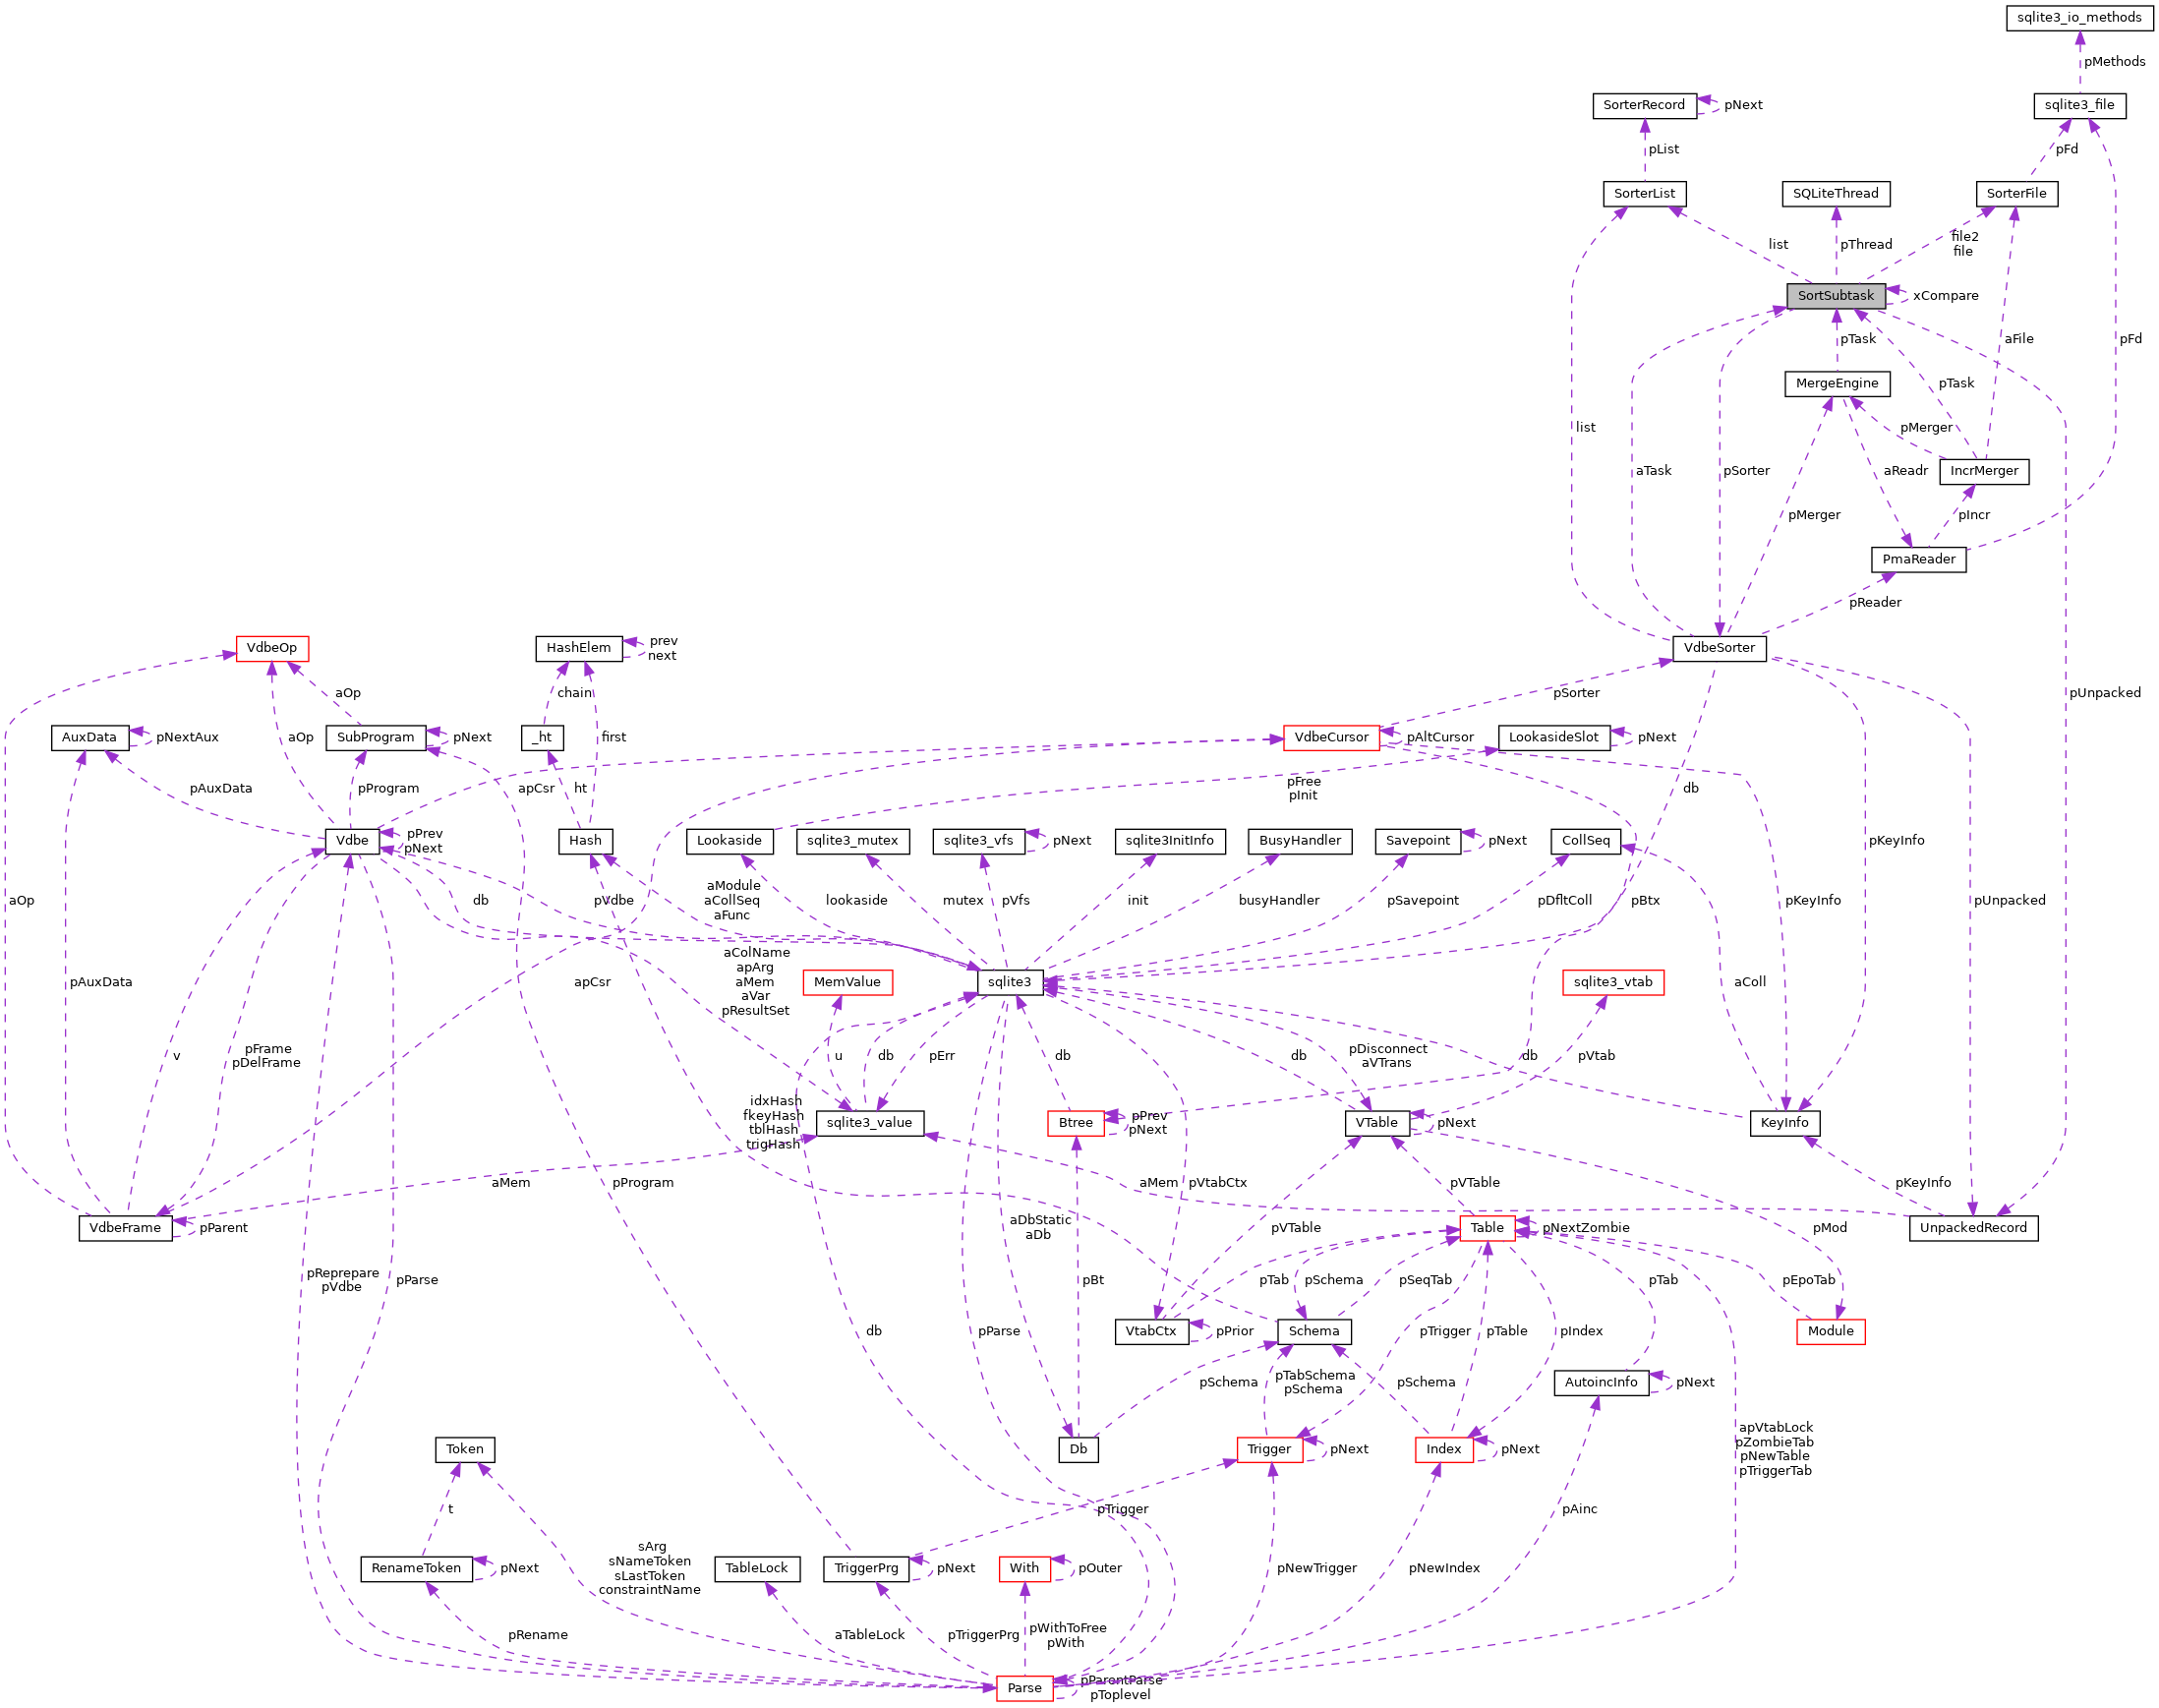 sqlite3_io_methods
pMethods
SorterRecord
pNext
sqlite3_file
pList
pFd
SorterList
SQLiteThread
SorterFile
list
pThread
file2
file
SortSubtask
xCompare
pTask
aFile
pFd
MergeEngine
pTask
list
pMerger
aTask
pSorter
aReadr
IncrMerger
pMerger
pIncr
PmaReader
pReader
VdbeOp
HashElem
prev
next
VdbeSorter
aOp
chain
pSorter
pUnpacked
AuxData
pNextAux
aOp
SubProgram
pNext
_ht
first
VdbeCursor
pAltCursor
LookasideSlot
pNext
pAuxData
pProgram
apCsr
ht
pFree
pInit
db
Vdbe
pPrev
pNext
Hash
Lookaside
sqlite3_mutex
sqlite3_vfs
pNext
sqlite3InitInfo
BusyHandler
Savepoint
pNext
CollSeq
pKeyInfo
aOp
db
pVdbe
aModule
aCollSeq
aFunc
lookaside
mutex
pVfs
init
busyHandler
pSavepoint
pDfltColl
pBtx
pKeyInfo
pUnpacked
pAuxData
apCsr
aColName
apArg
aMem
aVar
pResultSet
MemValue
sqlite3
sqlite3_vtab
aColl
v
pFrame
pDelFrame
u
db
pErr
db
db
pDisconnect
aVTrans
db
pVtab
idxHash
fkeyHash
tblHash
trigHash
sqlite3_value
Btree
pPrev
pNext
VTable
pNext
KeyInfo
aMem
pProgram
aMem
pVtabCtx
pVTable
pKeyInfo
VdbeFrame
pParent
aDbStatic
aDb
pVTable
Table
pNextZombie
pMod
UnpackedRecord
pReprepare
pVdbe
pParse
pBt
pTab
pSchema
pSeqTab
pTab
pEpoTab
db
pParse
VtabCtx
pPrior
Schema
pTrigger
pTable
pIndex
Module
pSchema
pTabSchema
pSchema
pSchema
AutoincInfo
pNext
Token
Db
Trigger
pNext
Index
pNext
apVtabLock
pZombieTab
pNewTable
pTriggerTab
t
pTrigger
pAinc
RenameToken
pNext
sArg
sNameToken
sLastToken
constraintName
TableLock
TriggerPrg
pNext
With
pOuter
pNewTrigger
pNewIndex
pRename
aTableLock
pTriggerPrg
pWithToFree
pWith
Parse
pParentParse
pToplevel